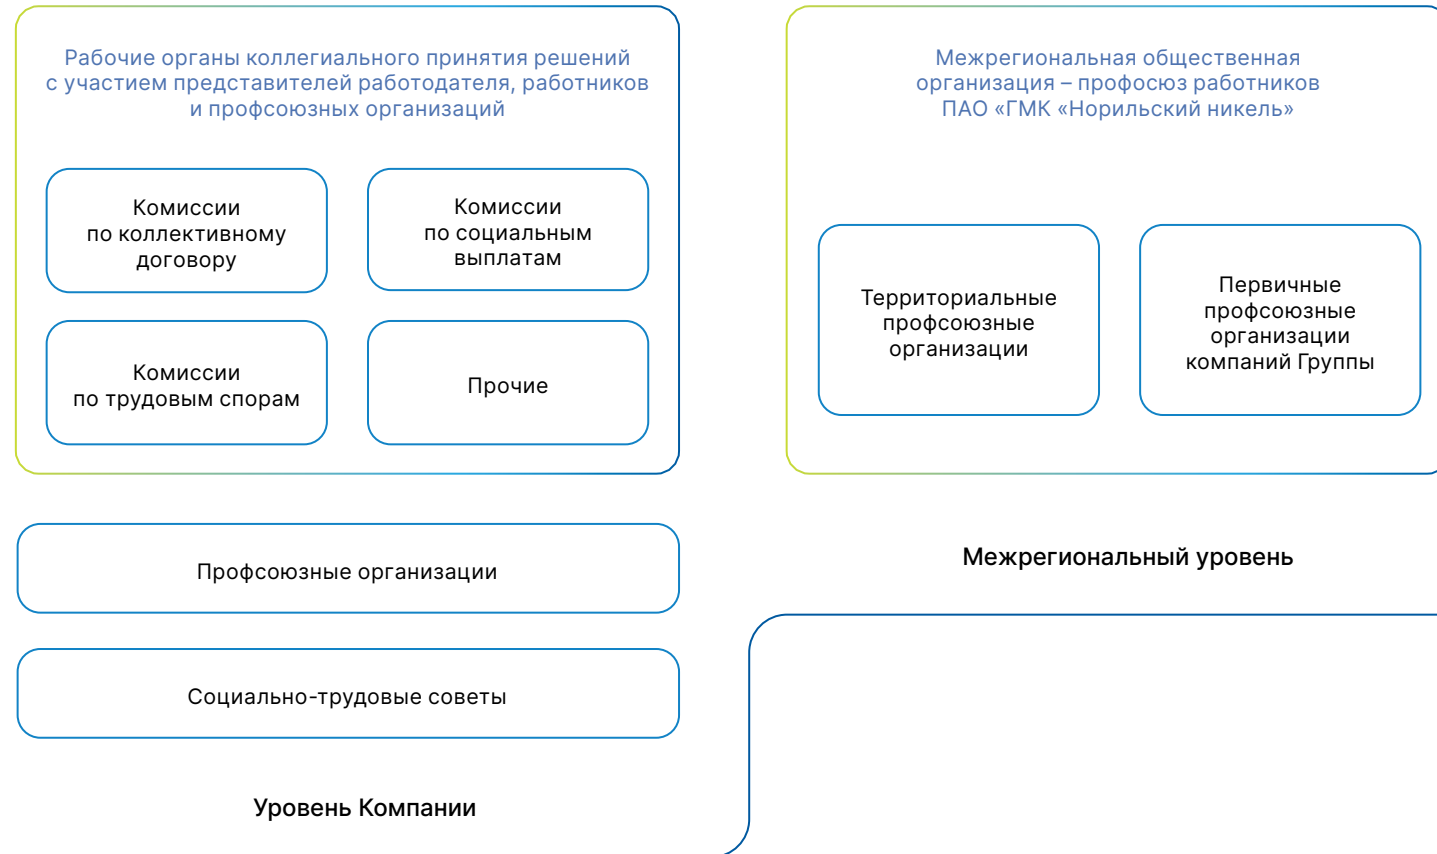 Рабочие органы коллегиального принятия решений
с участием представителей работодателя, работников
и профсоюзных организаций
Комиссии
по коллективному
договору
Комиссии
по социальным
выплатам
Комиссии
по трудовым спорам
Прочие
Профсоюзные организации
Социально-трудовые советы
Уровень Компании
Межрегиональная общественная
организация – профосюз работников
ПАО «ГМК «Норильский никель»
Территориальные
профсоюзные
организации
Первичные
профсоюзные
организации
компаний Группы
Межрегиональный уровень